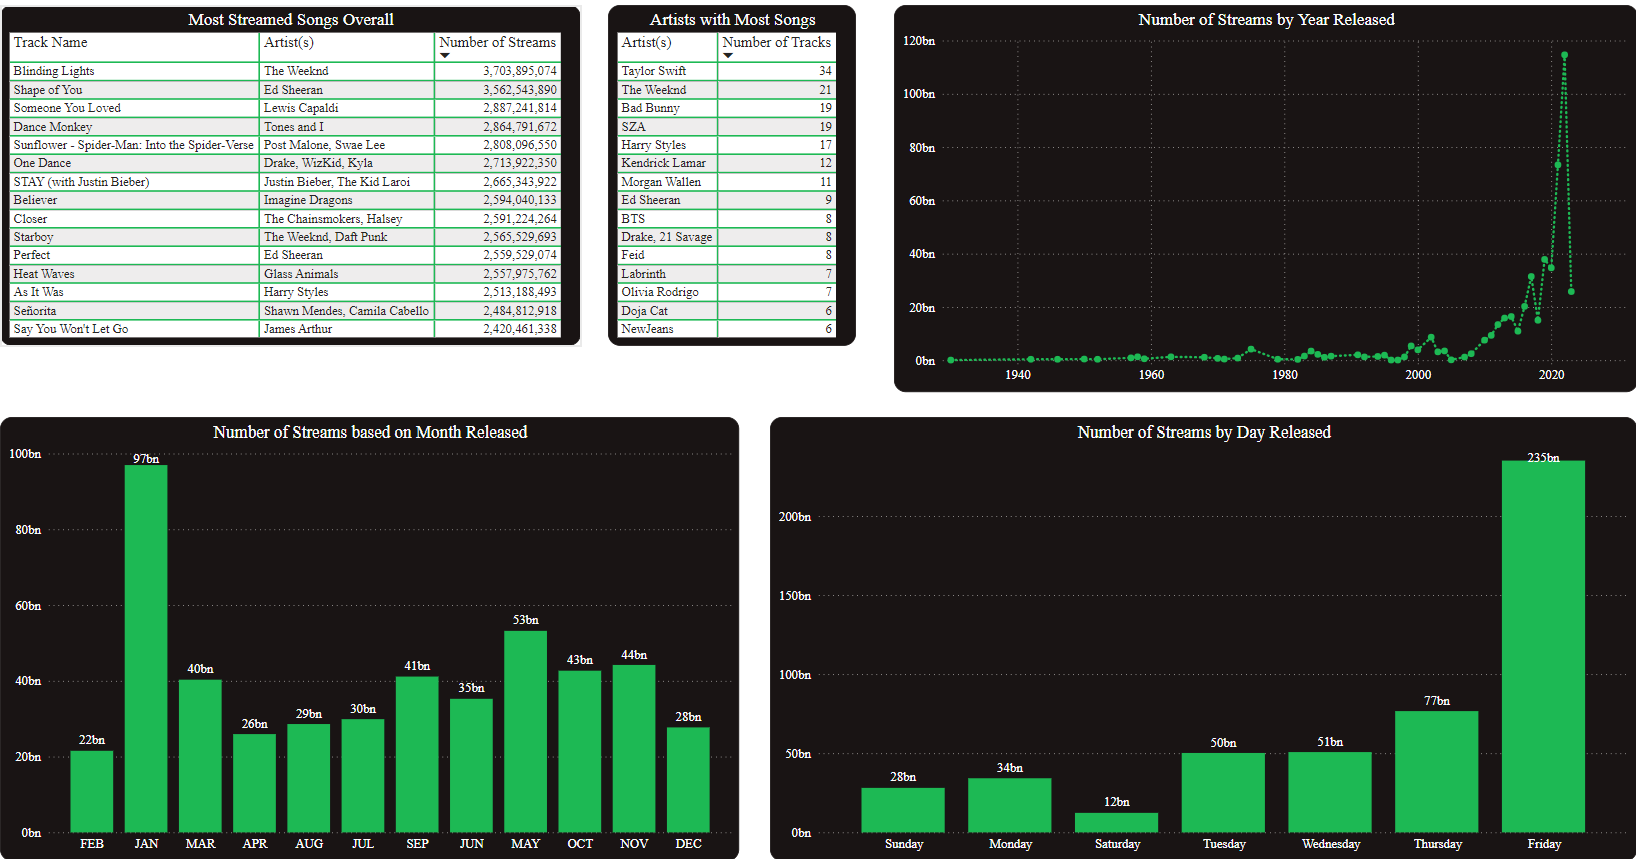 Most Streamed Songs Overall
Track Name Artist(s) Number of Streams
Blinding Lights The Weeknd 3,703,895,074
Shape of You Ed Sheeran 3,562,543,890
Someone You Loved Lewis Capaldi 2,887,241,814
Dance Monkey Tones and I 2,864,791,672
Sunflower - Spider-Man: Into the Spider-Verse Post Malone, Swae Lee 2,808,096,550
One Dance Drake, WizKid, Kyla 2,713,922,350
STAY (with Justin Bieber) Justin Bieber, The Kid Laroi 2,665,343,922
Believer Imagine Dragons 2,594,040,133
Closer The Chainsmokers, Halsey 2,591,224,264
Starboy The Weeknd, Daft Punk 2,565,529,693
Perfect Ed Sheeran 2,559,529,074
Heat Waves Glass Animals 2,557,975,762
As It Was Harry Styles 2,513,188,493
Señorita Shawn Mendes, Camila Cabello 2,484,812,918
Say You Won't Let Go James Arthur 2,420,461,338
Artists with Most Songs
Artist(s) Number of Tracks
Taylor Swift 34
The Weeknd 21
Bad Bunny 19
SZA 19
Harry Styles 17
Kendrick Lamar 12
Morgan Wallen 11
Ed Sheeran 9
BTS 8
Drake, 21 Savage 8
Feid 8
Labrinth 7
Olivia Rodrigo 7
Doja Cat 6
NewJeans 6
Number of Streams by Year Released
120bn
100bn
80bn
60bn
40bn
20bn
0bn
1940 1960 1980 2000 2020
Number of Streams based on Month Released
100bn
80bn
60bn
40bn
20bn
0bn
22bn 97bn 40bn 26bn 29bn 30bn 41bn 35bn 53bn 43bn 44bn 28bn
FEB JAN MAR APR AUG JUL SEP JUN MAY OCT NOV DEC
Number of Streams by Day Released
200bn
150bn
100bn
50bn
0bn
28bn 34bn 12bn 50bn 51bn 77bn 235bn
Sunday Monday Saturday Tuesday Wednesday Thursday Friday